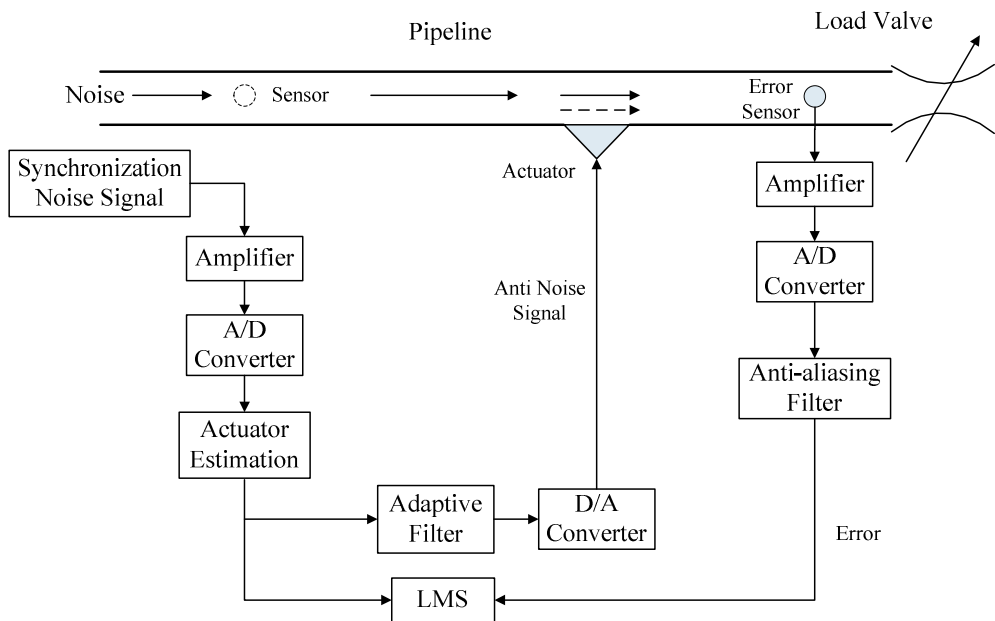 Pipeline
Load Valve
Noise
Sensor
Error
Sensor
Actuator
Synchronization
Noise Signal
Amplifier
A/D
Converter
Actuator
Estimation
Adaptive
Filter
D/A
Converter
Anti Noise
Signal
Amplifier
A/D
Converter
Anti-aliasing
Filter
Error
LMS